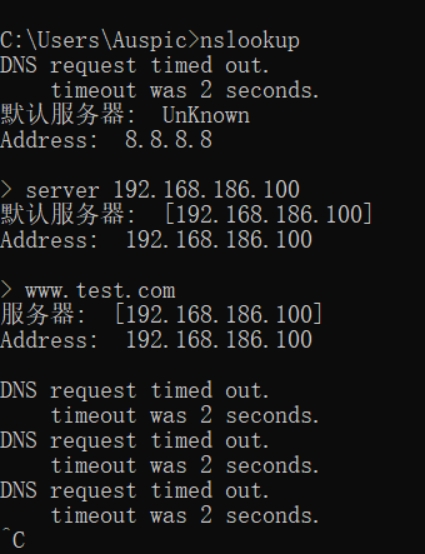 C:\Users\Auspic>nslookup
DNS request timed out.
    timeout was 2 seconds.
默认服务器:  UnKnown
Address:  8.8.8.8
> server 192.168.186.100
默认服务器:  [192.168.186.100]
Address:  192.168.186.100
> www.test.com
服务器:  [192.168.186.100]
Address:  192.168.186.100
DNS request timed out.
    timeout was 2 seconds.
DNS request timed out.
    timeout was 2 seconds.
DNS request timed out.
    timeout was 2 seconds.
^C